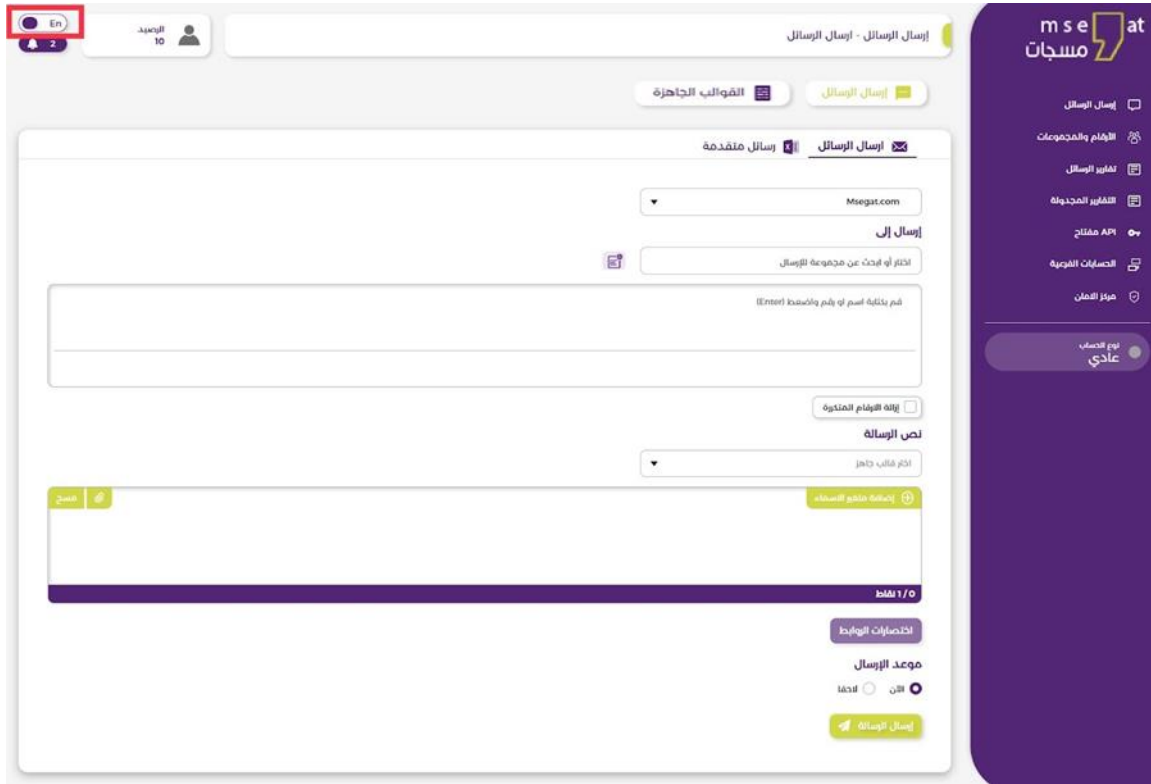 msegat
مسجات
إرسال الرسائل
الأرقام والمجموعات
تقارير الرسائل
التقارير المجدولة
مفتاح API
الحسابات الفرعية
مركز الامان
نوع الحساب
عادي
إرسال الرسائل - ارسال الرسائل
الرصيد
10
En
2
إرسال الرسائل
القوالب الجاهزة
ارسال الرسائل
رسائل متقدمة
Msegat.com
إرسال إلى
اختار أو ابحث عن مجموعة للإرسال
قم بكتابة اسم او رقم واضغط (Enter)
إزالة الارقام المتكررة
نص الرسالة
اختار قالب جاهز
إضافة متغير الاسماء
مسح
0 / 1 نقاط
اختصارات الروابط
موعد الإرسال
الآن
لاحقا
إرسال الرسالة